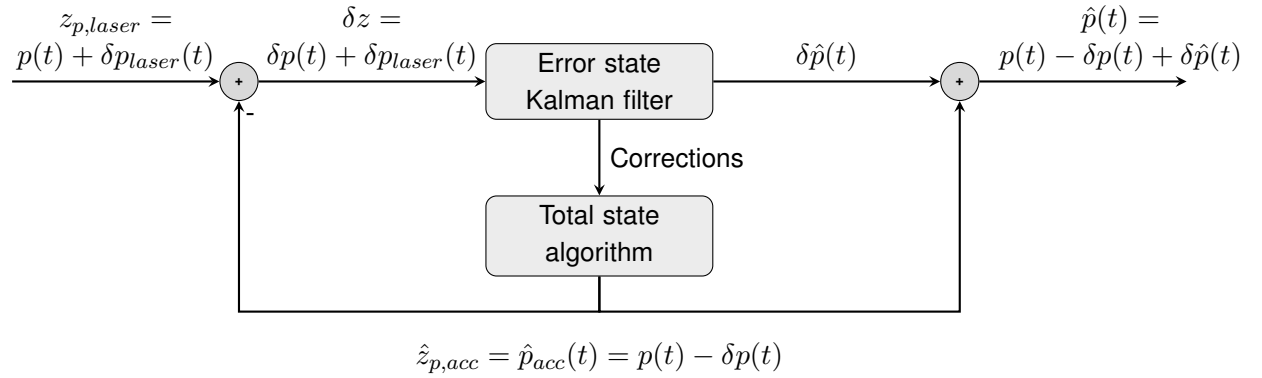 z_{p,laser} =
p(t) + δp_{laser}(t)
+
-
δz =
δp(t) + δp_{laser}(t)
Error state
Kalman filter
δp̂(t)
+
p̂(t) =
p(t) − δp(t) + δp̂(t)
Corrections
Total state
algorithm
ẑ_{p,acc} = p̂_{acc}(t) = p(t) − δp(t)